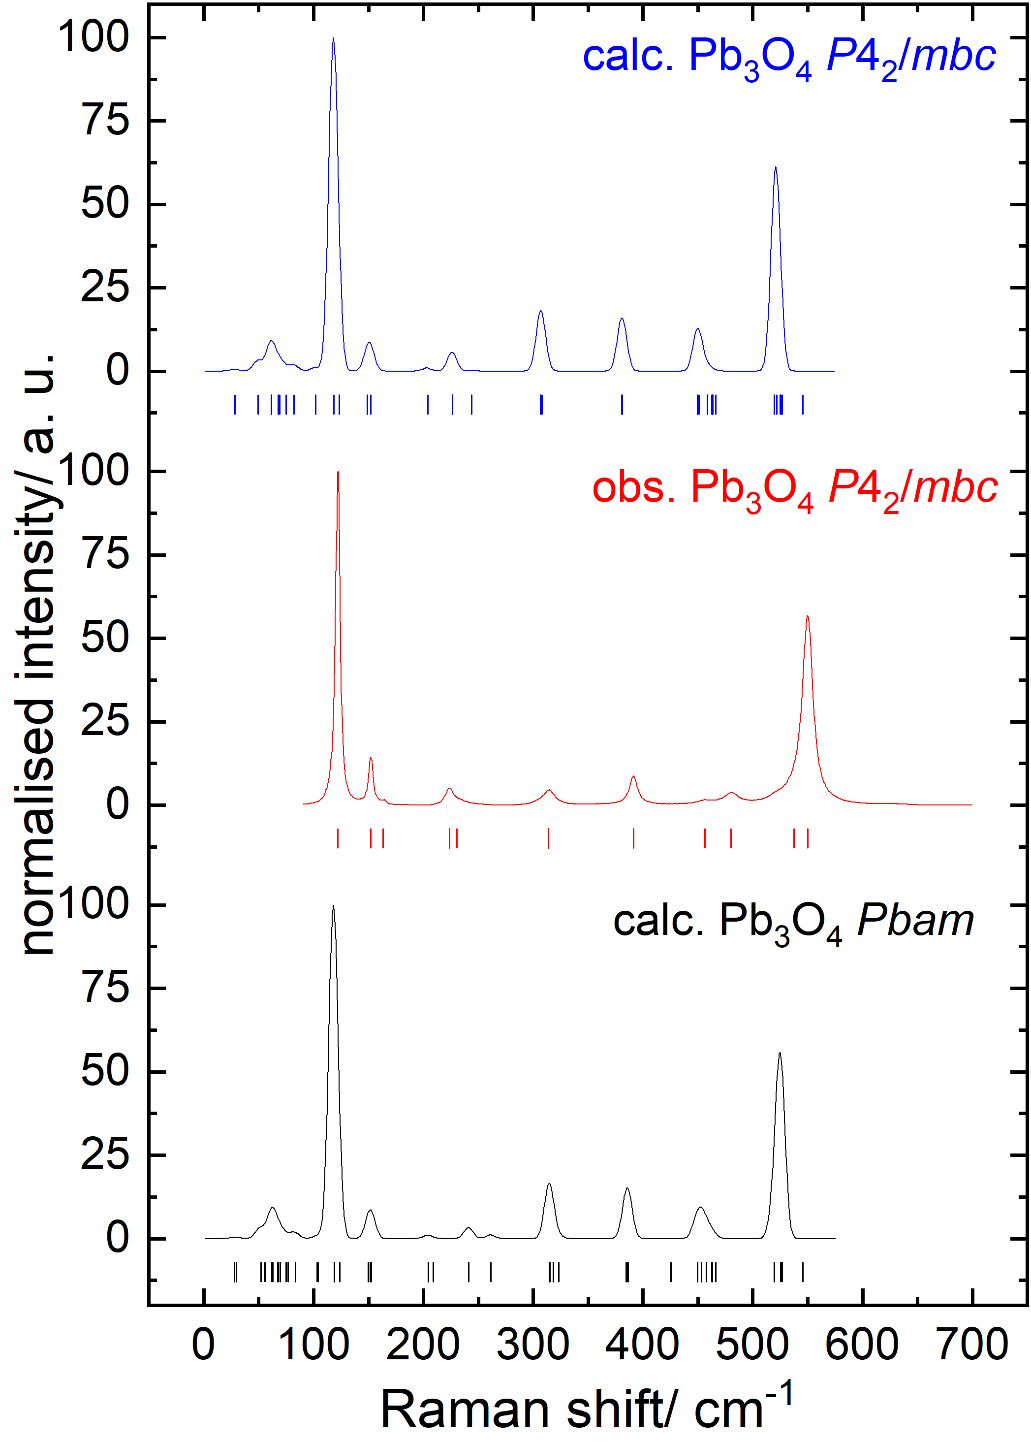 calc. Pb₃O₄ P4₂/mbc
100
75
50
25
0
obs. Pb₃O₄ P4₂/mbc
100
75
50
25
0
calc. Pb₃O₄ Pbam
100
75
50
25
0
normalised intensity/ a. u.
0 100 200 300 400 500 600 700
Raman shift/ cm⁻¹